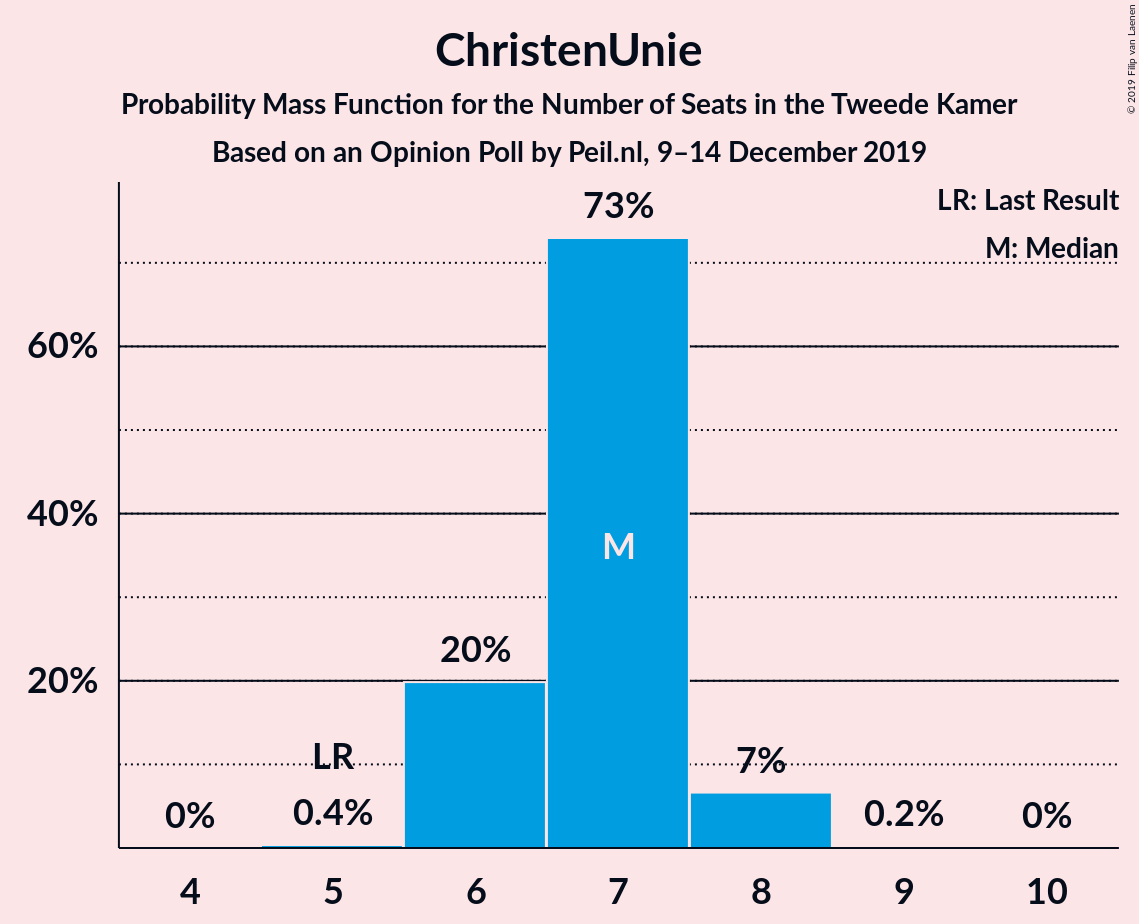 ChristenUnie
Probability Mass Function for the Number of Seats in the Tweede Kamer
Based on an Opinion Poll by Peil.nl, 9–14 December 2019
© 2019 Filip van Laenen
LR: Last Result
M: Median
73%
60%
40%
M
20%
20%
LR
7%
0%
0.4%
0.2%
0%
4 5 6 7 8 9 10